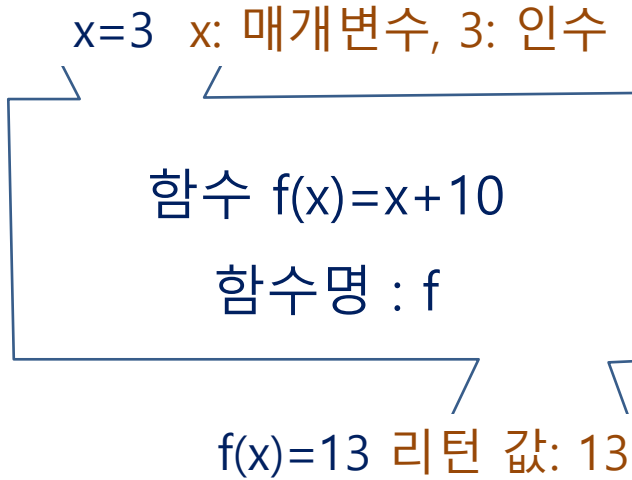 x=3 x: 매개변수, 3: 인수
함수 f(x)=x+10
함수명 : f
f(x)=13 리턴 값: 13